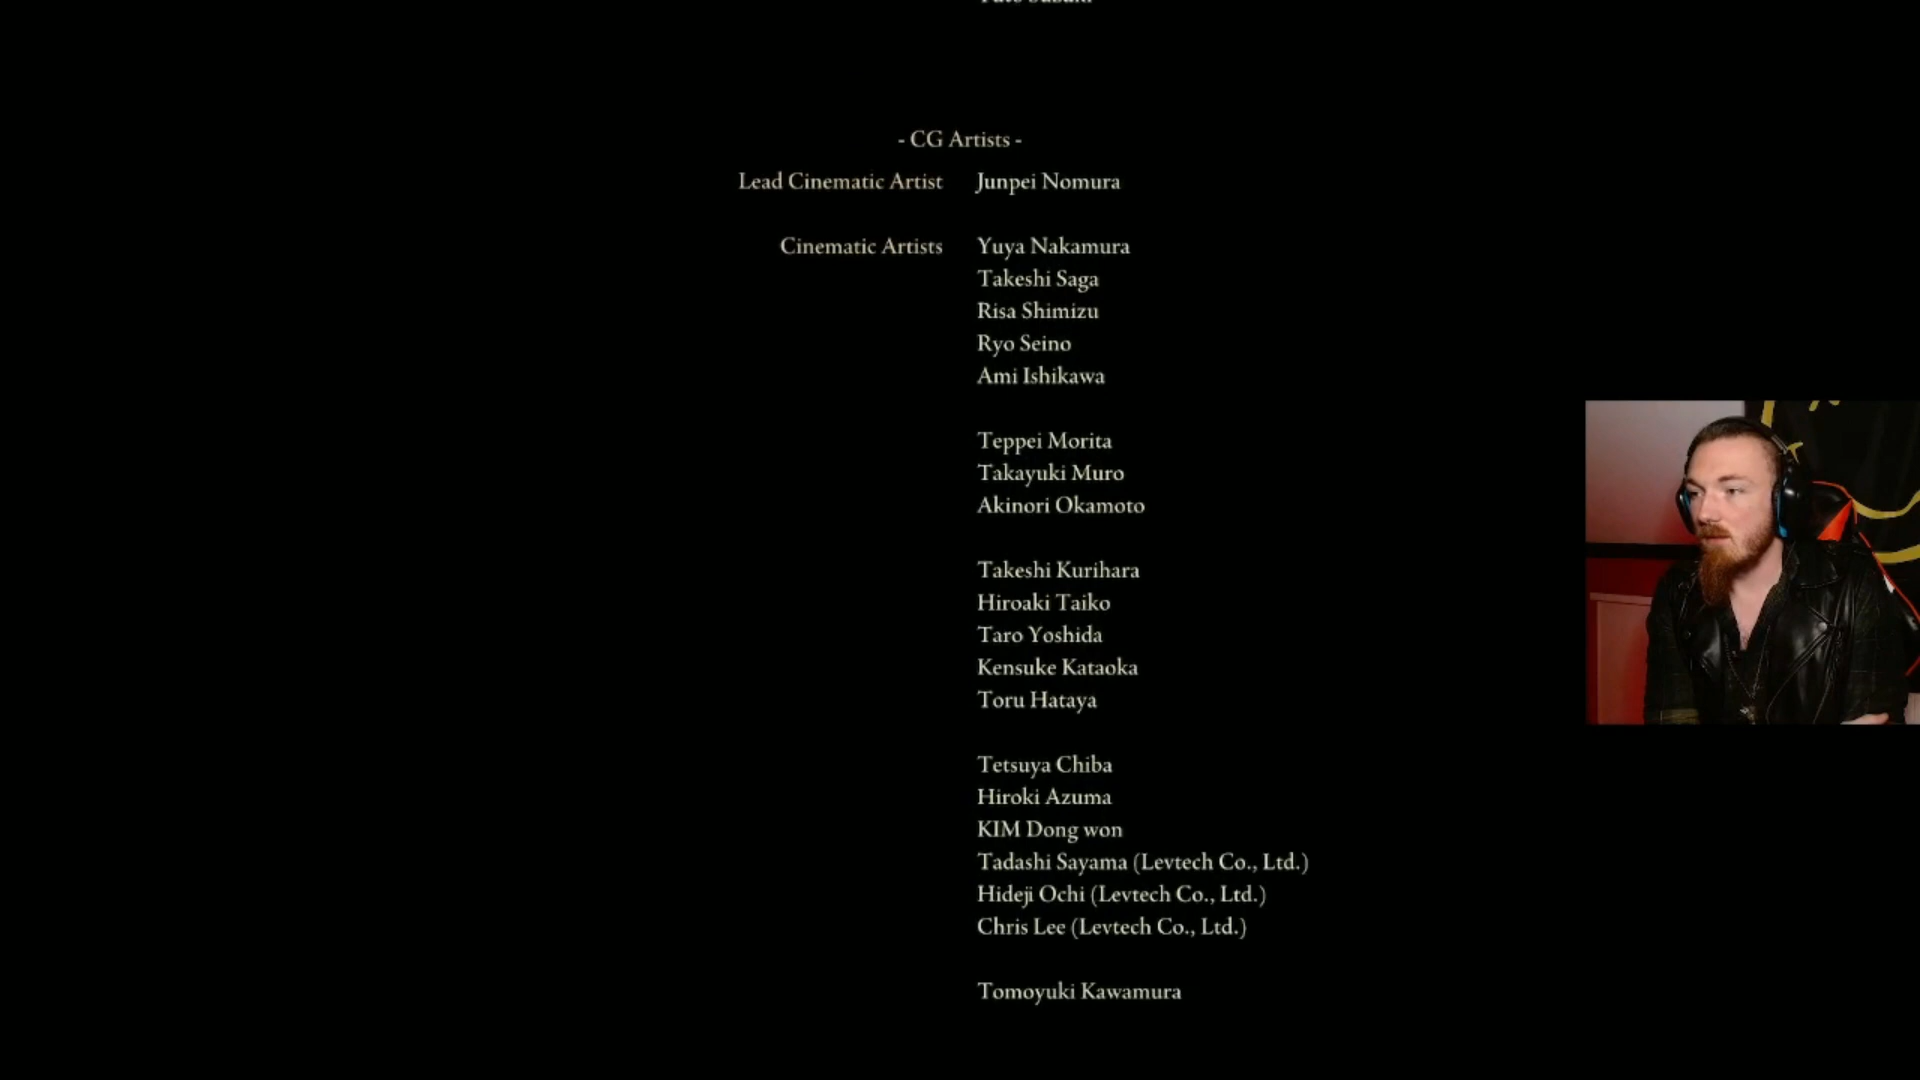 - CG Artists -
Lead Cinematic Artist Junpei Nomura
Cinematic Artists Yuya Nakamura
Takeshi Saga
Risa Shimizu
Ryo Seino
Ami Ishikawa
Teppei Morita
Takayuki Muro
Akinori Okamoto
Takeshi Kurihara
Hiroaki Taiko
Taro Yoshida
Kensuke Kataoka
Toru Hataya
Tetsuya Chiba
Hiroki Azuma
KIM Dong won
Tadashi Sayama (Levtech Co., Ltd.)
Hideji Ochi (Levtech Co., Ltd.)
Chris Lee (Levtech Co., Ltd.)
Tomoyuki Kawamura